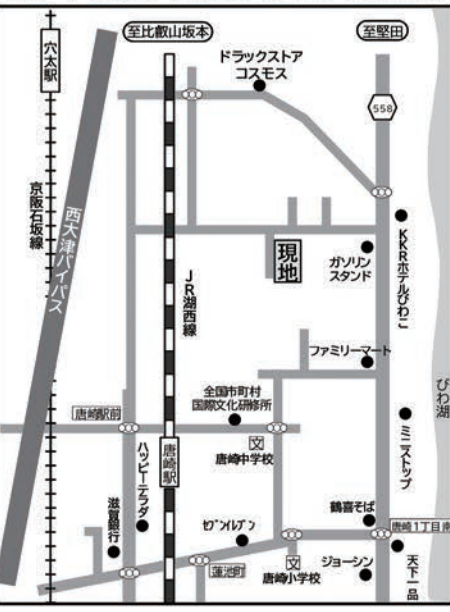 至比叡山坂本
至堅田
穴太駅
ドラックストア
コスモス
558
京阪石坂線
西大津バイパス
JR湖西線
現地
ガソリン
スタンド
KKRホテルびわこ
ファミリーマート
びわ湖
全国市町村
国際文化研修所
唐崎駅前
文
唐崎中学校
ミニストップ
唐崎駅
ハッピーテラダ
滋賀銀行
セブンイレブン
鶴喜そば
唐崎1丁目南
蓮池町
文
唐崎小学校
ジョーシン
天下一品